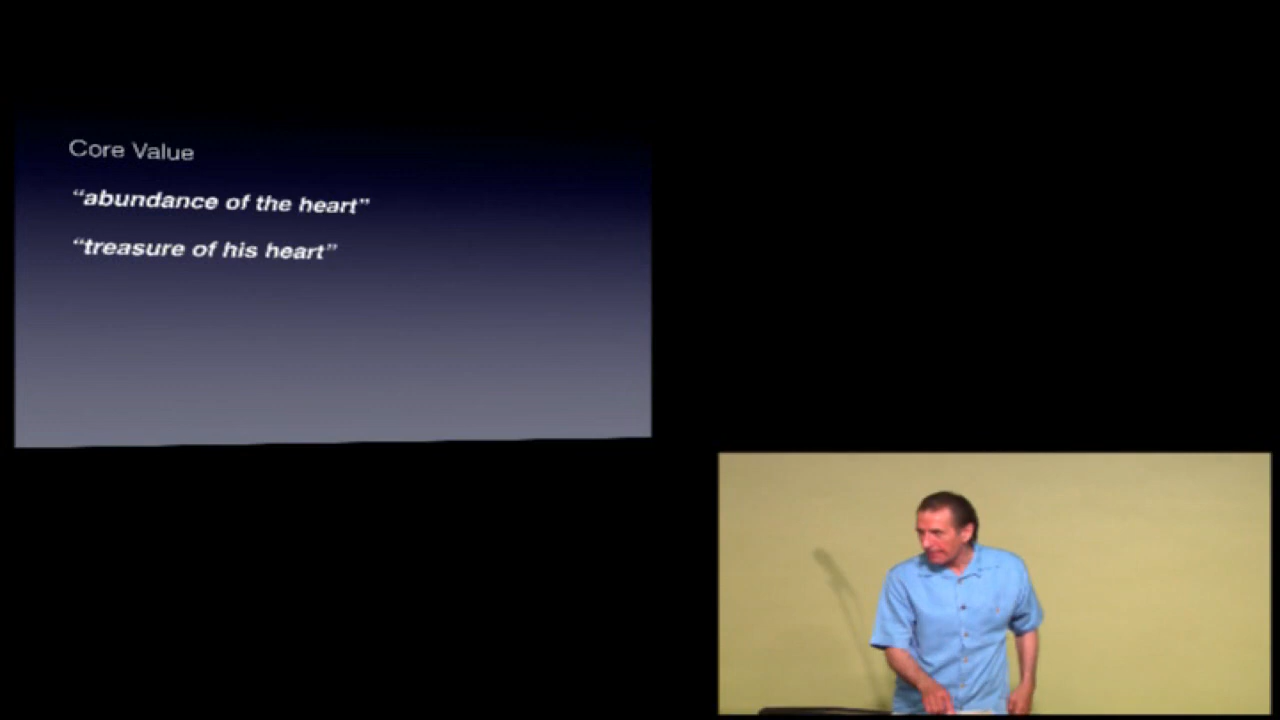 Core Value
“abundance of the heart”
“treasure of his heart”